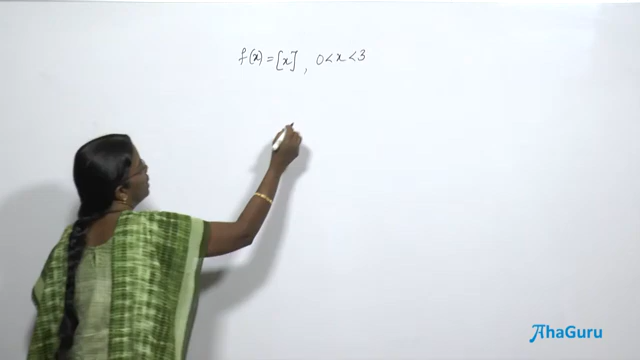 f(x) = [x], 0 < x < 3
AhaGuru